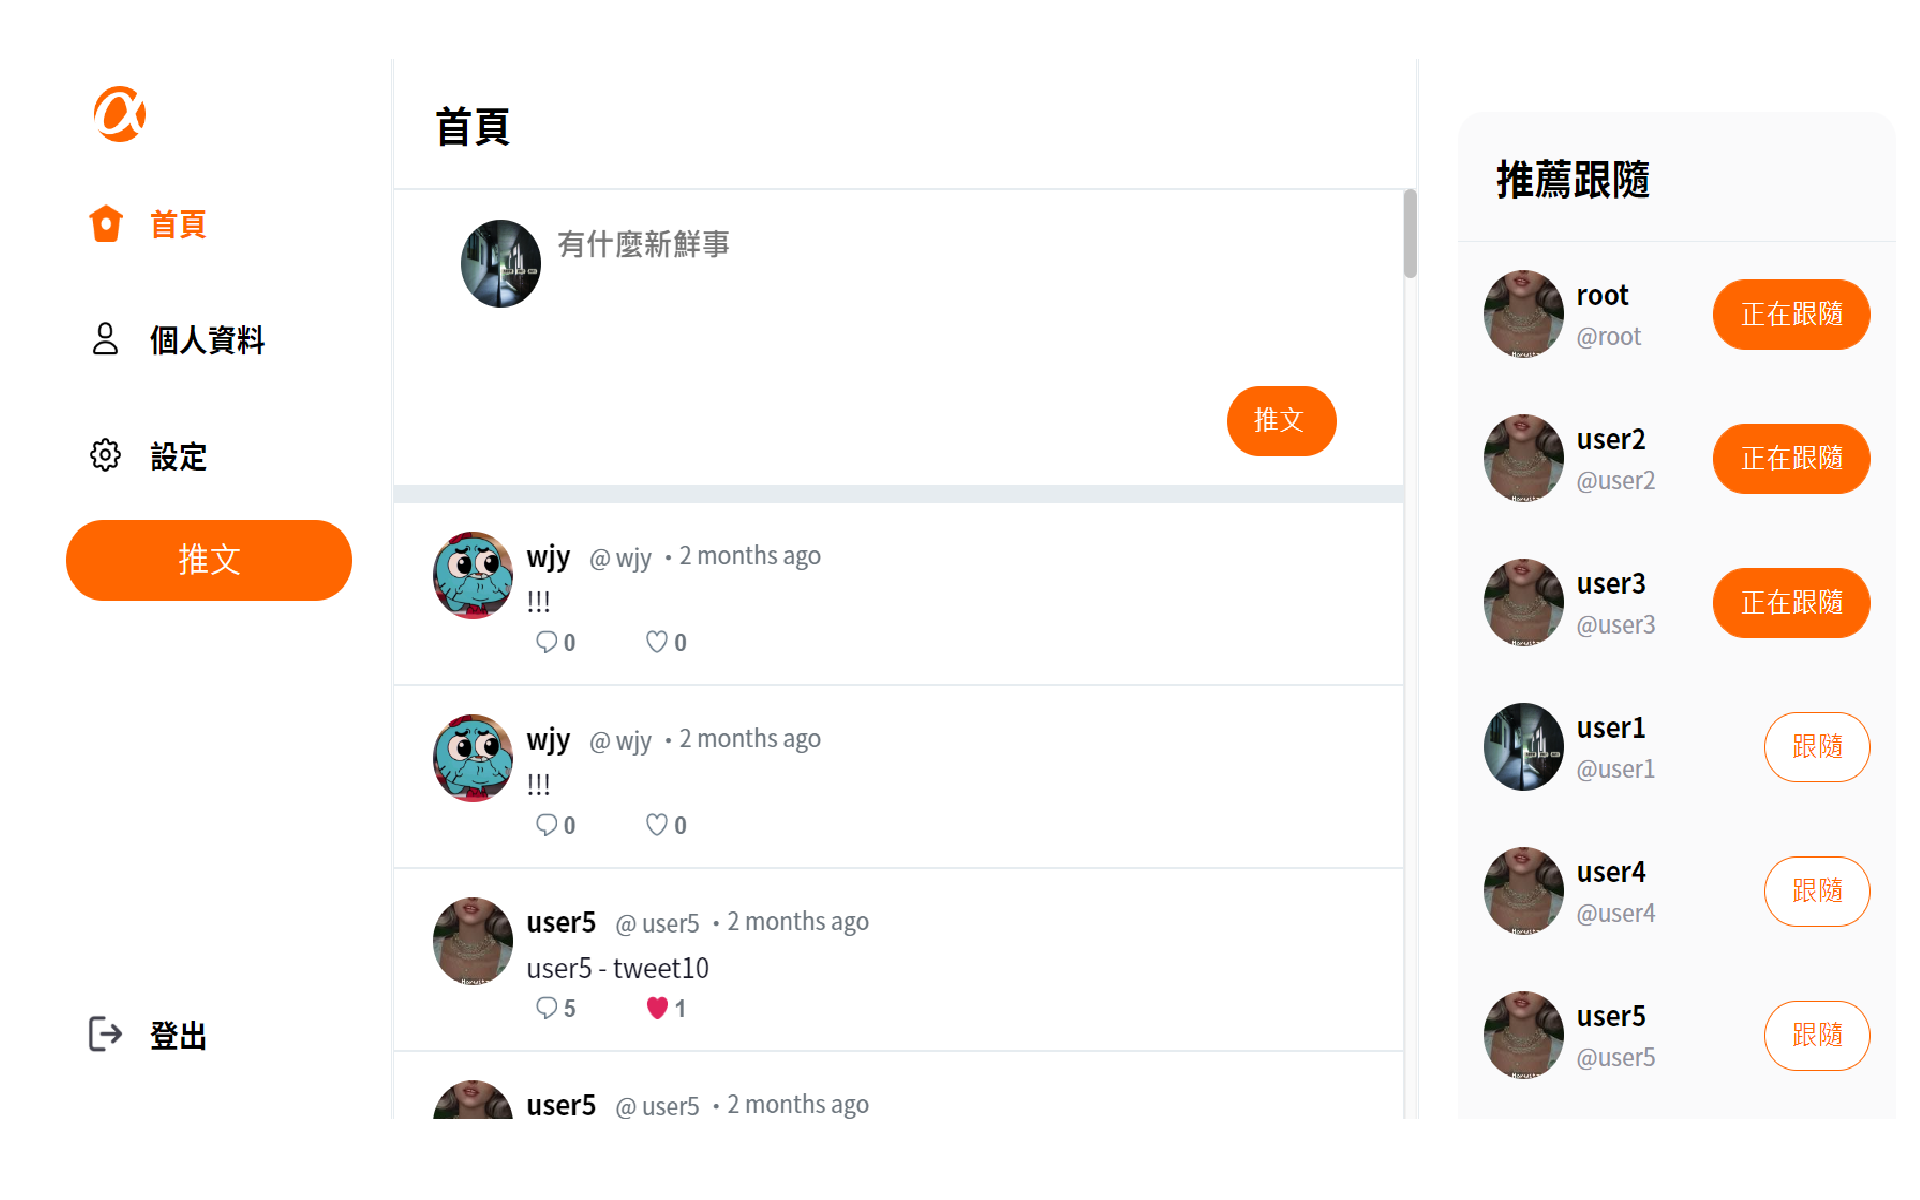 首頁
個人資料
設定
推文
登出
首頁
有什麼新鮮事
推文
wjy @ wjy • 2 months ago
!!!
0 0
wjy @ wjy • 2 months ago
!!!
0 0
user5 @ user5 • 2 months ago
user5 - tweet10
5 1
user5 @ user5 • 2 months ago
推薦跟隨
root
@root
正在跟隨
user2
@user2
正在跟隨
user3
@user3
正在跟隨
user1
@user1
跟隨
user4
@user4
跟隨
user5
@user5
跟隨